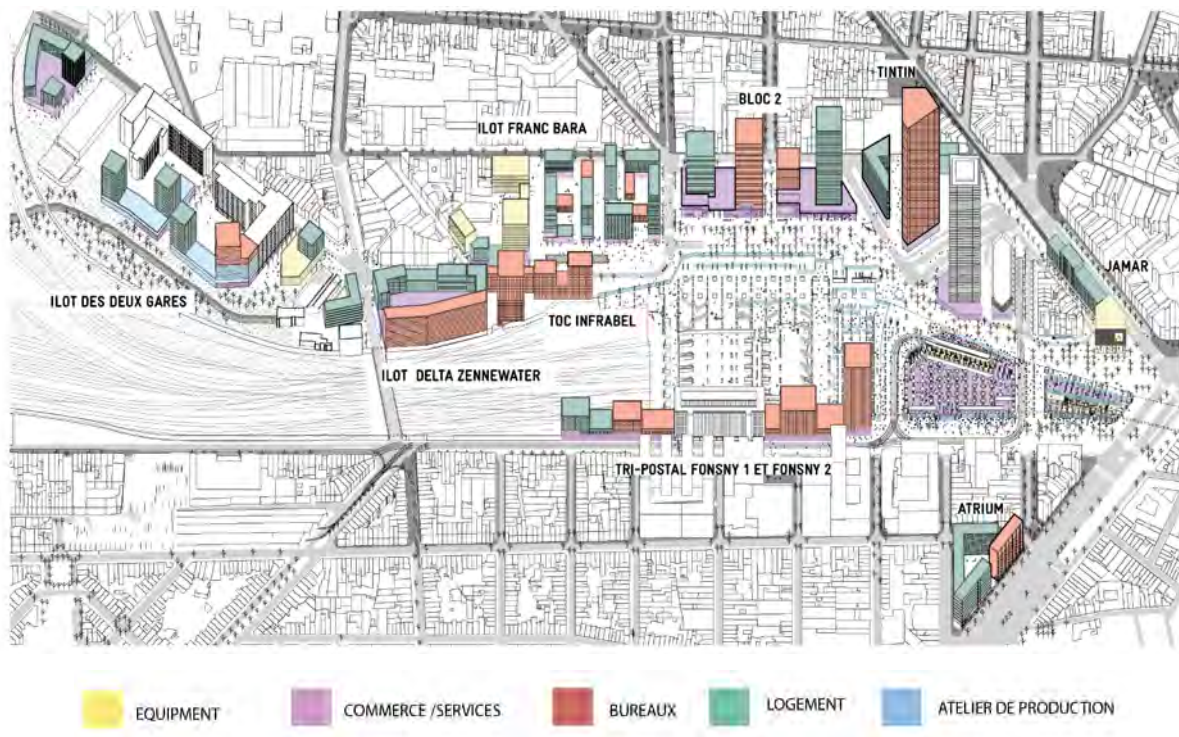 TINTIN
BLOC 2
ILOT FRANC BARA
JAMAR
ILOT DES DEUX GARES
TOC INFRABEL
ILOT DELTA ZENNEWATER
TRI-POSTAL FONSNY 1 ET FONSNY 2
ATRIUM
EQUIPMENT
COMMERCE /SERVICES
BUREAUX
LOGEMENT
ATELIER DE PRODUCTION